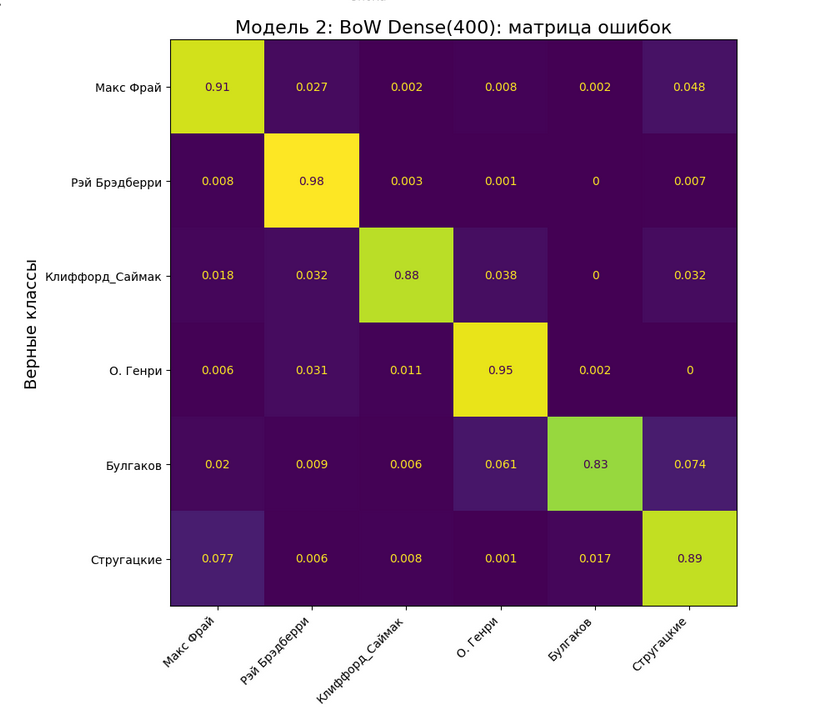 Модель 2: BoW Dense(400): матрица ошибок
Макс Фрай 0.91 0.027 0.002 0.008 0.002 0.048
Рэй Брэдберри 0.008 0.98 0.003 0.001 0 0.007
Клиффорд_Саймак 0.018 0.032 0.88 0.038 0 0.032
О. Генри 0.006 0.031 0.011 0.95 0.002 0
Булгаков 0.02 0.009 0.006 0.061 0.83 0.074
Стругацкие 0.077 0.006 0.008 0.001 0.017 0.89
Верные классы
Макс Фрай
Рэй Брэдберри
Клиффорд_Саймак
О. Генри
Булгаков
Стругацкие